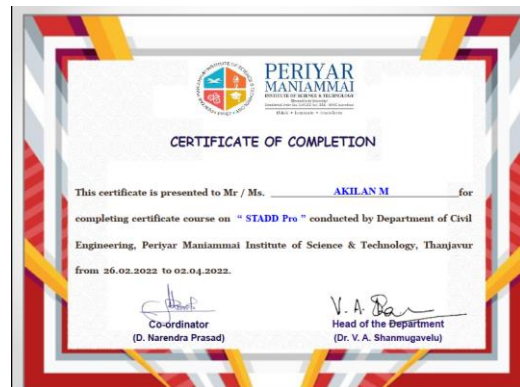 PERIYAR
MANIAMMAI
INSTITUTE OF SCIENCE & TECHNOLOGY
CERTIFICATE OF COMPLETION
This certificate is presented to Mr / Ms. AKILAN M for
completing certificate course on “ STADD Pro ” conducted by Department of Civil
Engineering, Periyar Maniammai Institute of Science & Technology, Thanjavur
from 26.02.2022 to 02.04.2022.
V. A.
Co-ordinator
(D. Narendra Prasad)
Head of the Department
(Dr. V. A. Shanmugavelu)